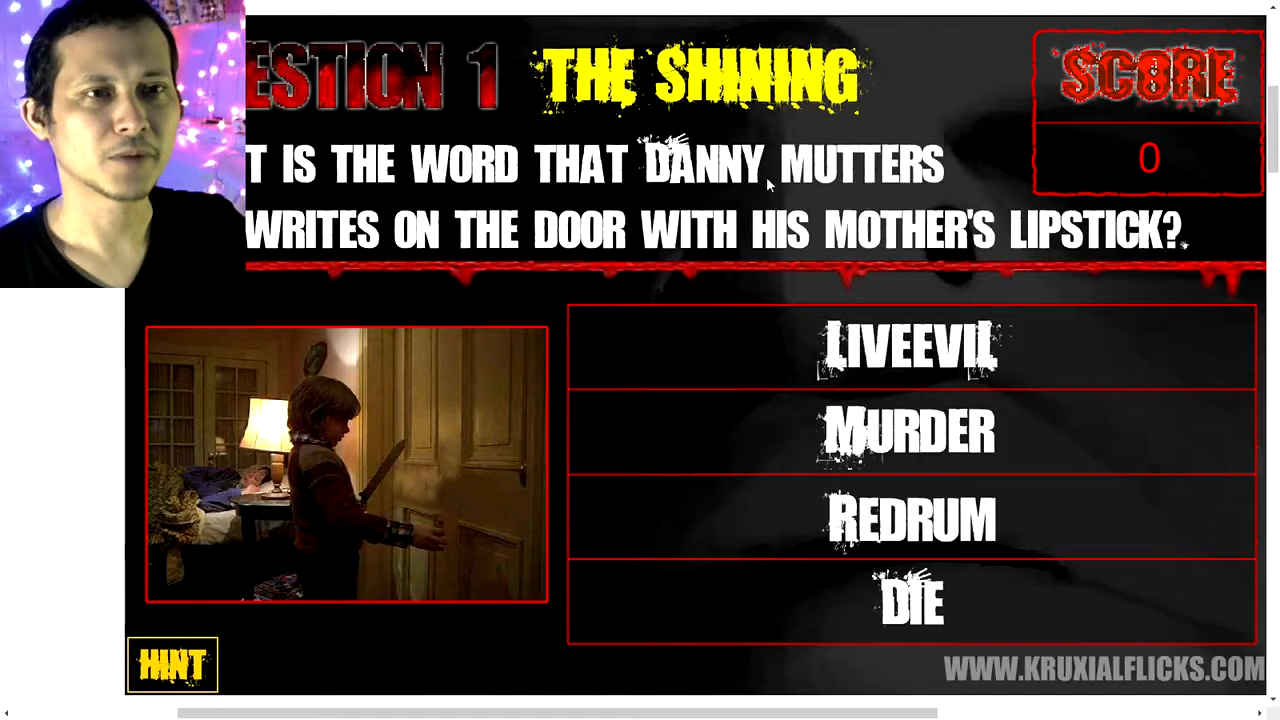 ESTION 1 THE SHINING
SCORE
0
T IS THE WORD THAT DANNY MUTTERS
WRITES ON THE DOOR WITH HIS MOTHER'S LIPSTICK?
LIVEEVIL
MURDER
REDRUM
DIE
HINT
WWW.KRUXIALFLICKS.COM